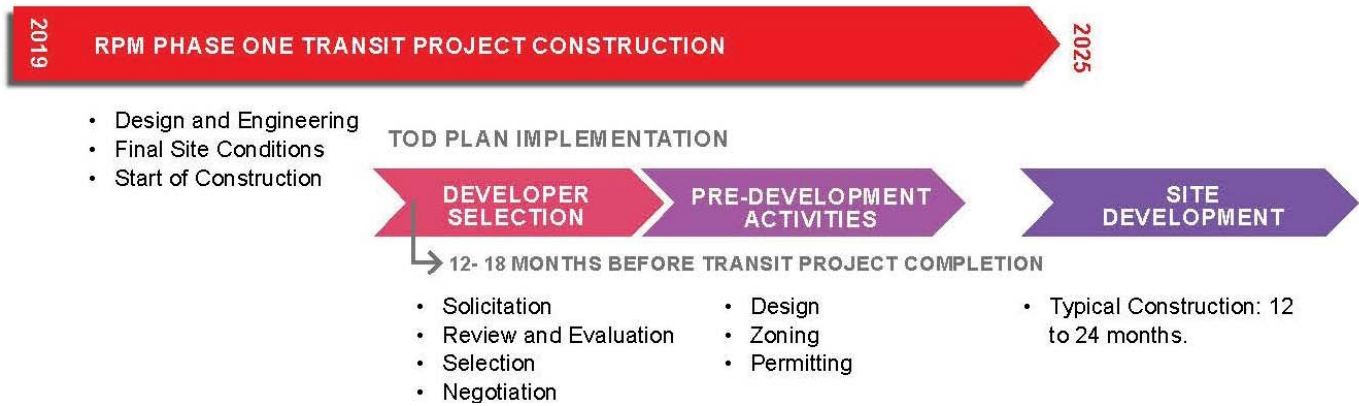 2019
RPM PHASE ONE TRANSIT PROJECT CONSTRUCTION
2025
• Design and Engineering
• Final Site Conditions
• Start of Construction
TOD PLAN IMPLEMENTATION
DEVELOPER
SELECTION
PRE-DEVELOPMENT
ACTIVITIES
SITE
DEVELOPMENT
12- 18 MONTHS BEFORE TRANSIT PROJECT COMPLETION
• Solicitation
• Review and Evaluation
• Selection
• Negotiation
• Design
• Zoning
• Permitting
• Typical Construction: 12
to 24 months.